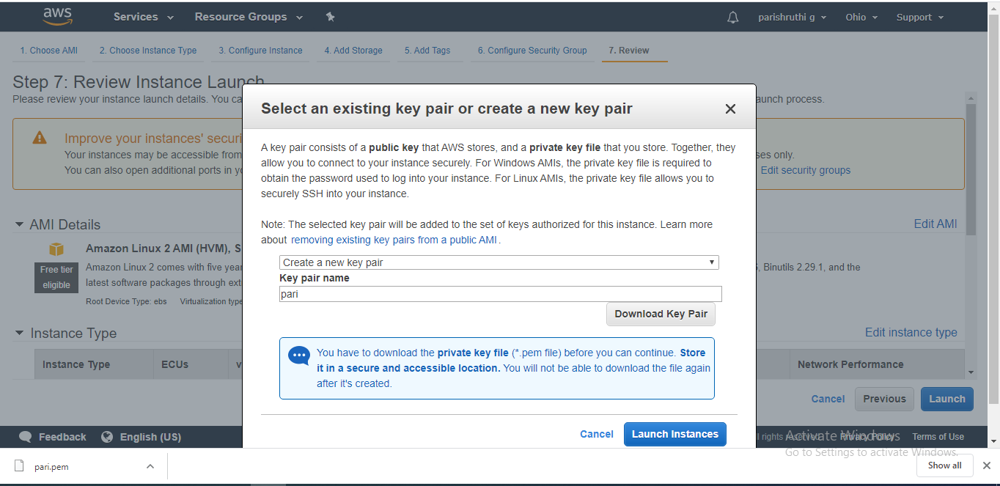 aws Services Resource Groups parishruthi g Ohio Support
1. Choose AMI 2. Choose Instance Type 3. Configure Instance 4. Add Storage 5. Add Tags 6. Configure Security Group 7. Review
Step 7: Review Instance Launch
Please review your instance launch details. You ca
aunch process.
Improve your instances' securi
Your instances may be accessible from
ses only.
You can also open additional ports in yo
Edit security groups
AMI Details
Edit AMI
Amazon Linux 2 AMI (HVM), S
Free tier
eligible
Amazon Linux 2 comes with five year
, Binutils 2.29.1, and the
latest software packages through ext
Root Device Type: ebs Virtualization type
Instance Type
Edit instance type
Instance Type ECUs v
Network Performance
Cancel Previous Launch
Select an existing key pair or create a new key pair
A key pair consists of a public key that AWS stores, and a private key file that you store. Together, they
allow you to connect to your instance securely. For Windows AMIs, the private key file is required to
obtain the password used to log into your instance. For Linux AMIs, the private key file allows you to
securely SSH into your instance.
Note: The selected key pair will be added to the set of keys authorized for this instance. Learn more
about removing existing key pairs from a public AMI .
Create a new key pair
Key pair name
pari
Download Key Pair
You have to download the private key file (*.pem file) before you can continue. Store
it in a secure and accessible location. You will not be able to download the file again
after it's created.
Cancel Launch Instances
Feedback English (US)
Privacy Policy Terms of Use
Activate Windows
Go to Settings to activate Windows.
pari.pem
Show all